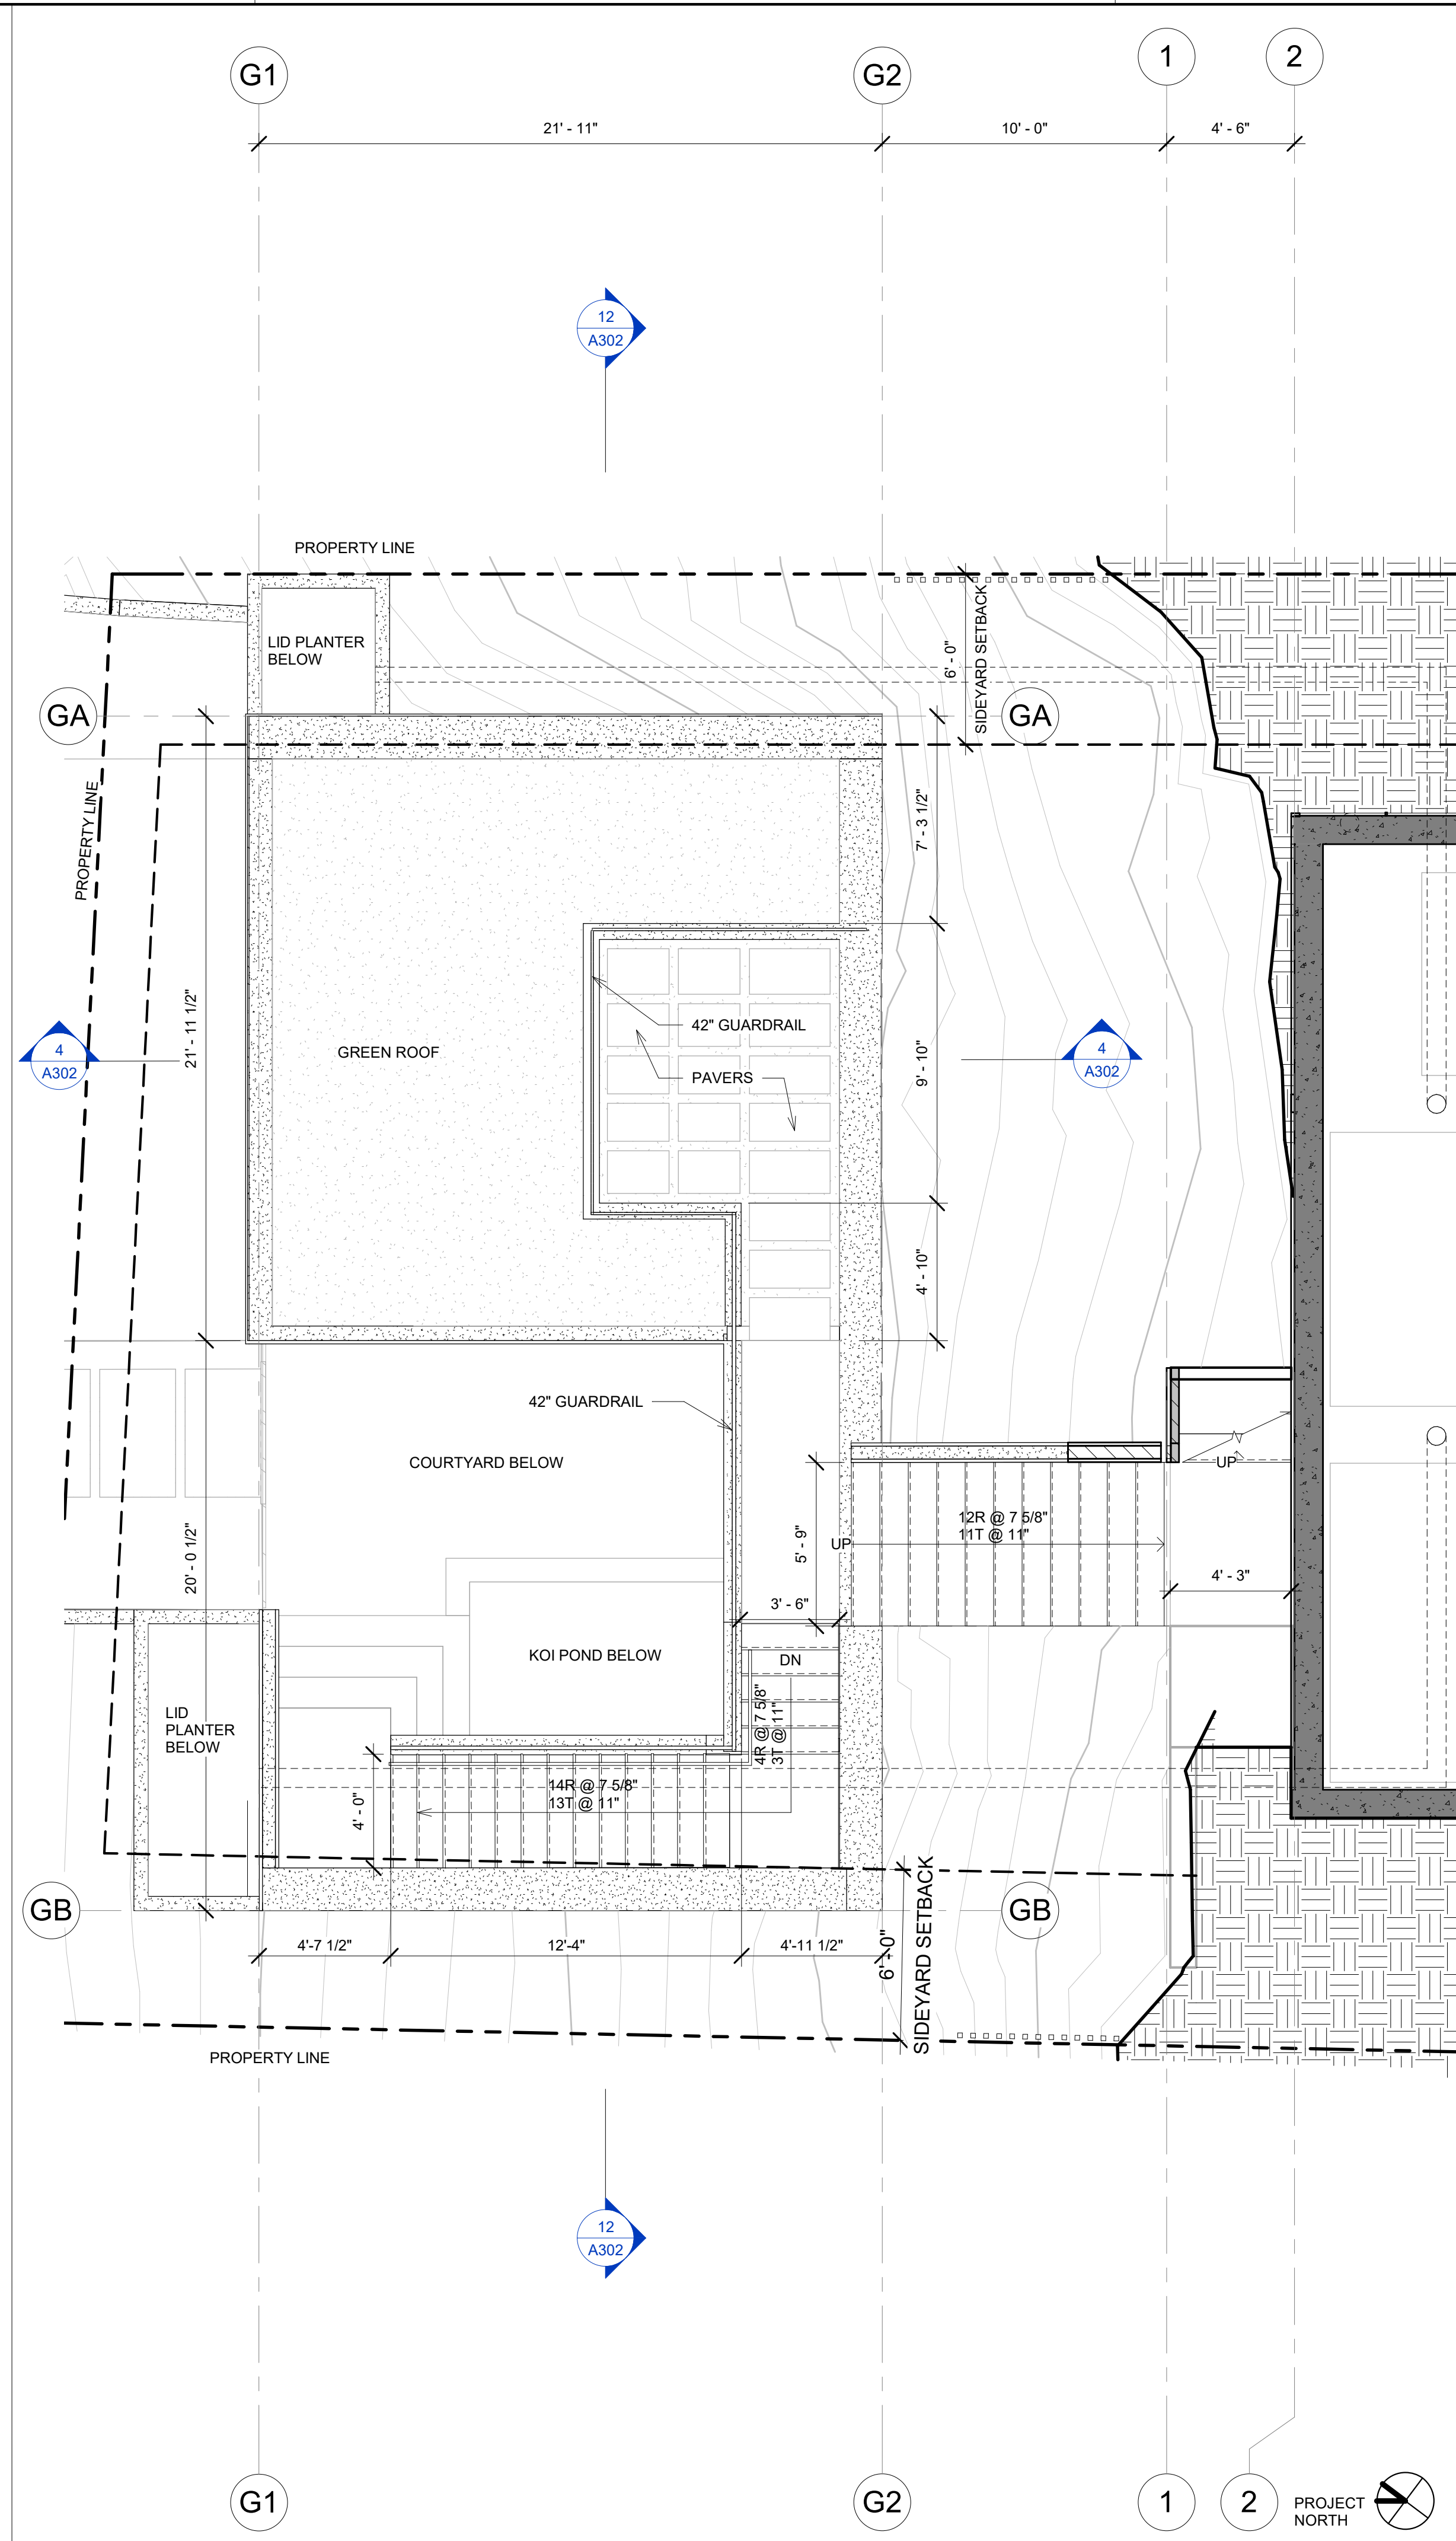 G1
G2
1
2
21' - 11"
10' - 0"
4' - 6"
12
A302
PROPERTY LINE
LID PLANTER
BELOW
6' - 0"
SIDEYARD SETBACK
GA
GA
PROPERTY LINE
7' - 3 1/2"
21' - 11 1/2"
42" GUARDRAIL
GREEN ROOF
PAVERS
9' - 10"
4
A302
4
A302
4' - 10"
42" GUARDRAIL
COURTYARD BELOW
UP
12R @ 7 5/8"
11T @ 11"
UP
5' - 9"
20' - 0 1/2"
4' - 3"
3' - 6"
KOI POND BELOW
DN
4R @ 7 5/8"
3T @ 11"
LID
PLANTER
BELOW
14R @ 7 5/8"
13T @ 11"
4' - 0"
GB
GB
4'-7 1/2"
12'-4"
4'-11 1/2"
6' - 0"
SIDEYARD SETBACK
PROPERTY LINE
12
A302
G1
G2
1
2
PROJECT
NORTH